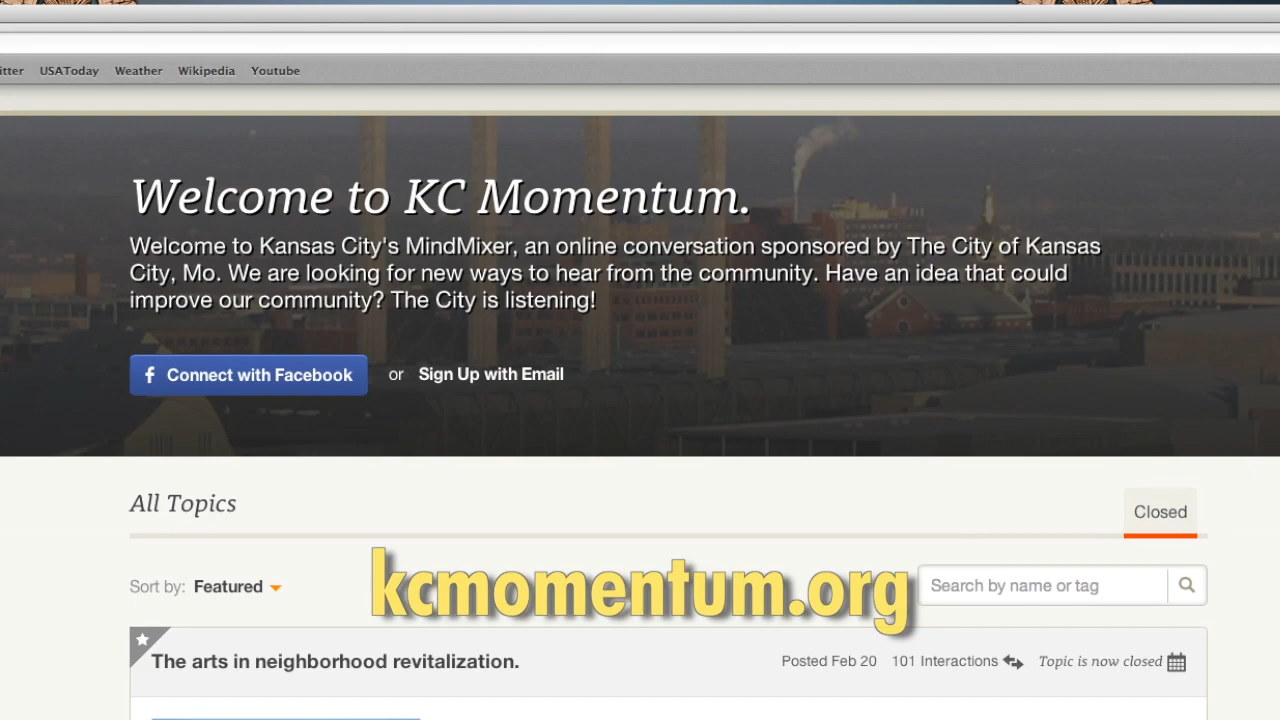 itter USAToday Weather Wikipedia Youtube
Welcome to KC Momentum.
Welcome to Kansas City's MindMixer, an online conversation sponsored by The City of Kansas
City, Mo. We are looking for new ways to hear from the community. Have an idea that could
improve our community? The City is listening!
f Connect with Facebook or Sign Up with Email
All Topics
Closed
Sort by: Featured
kcmomentum.org
Search by name or tag
The arts in neighborhood revitalization.
Posted Feb 20 101 Interactions Topic is now closed